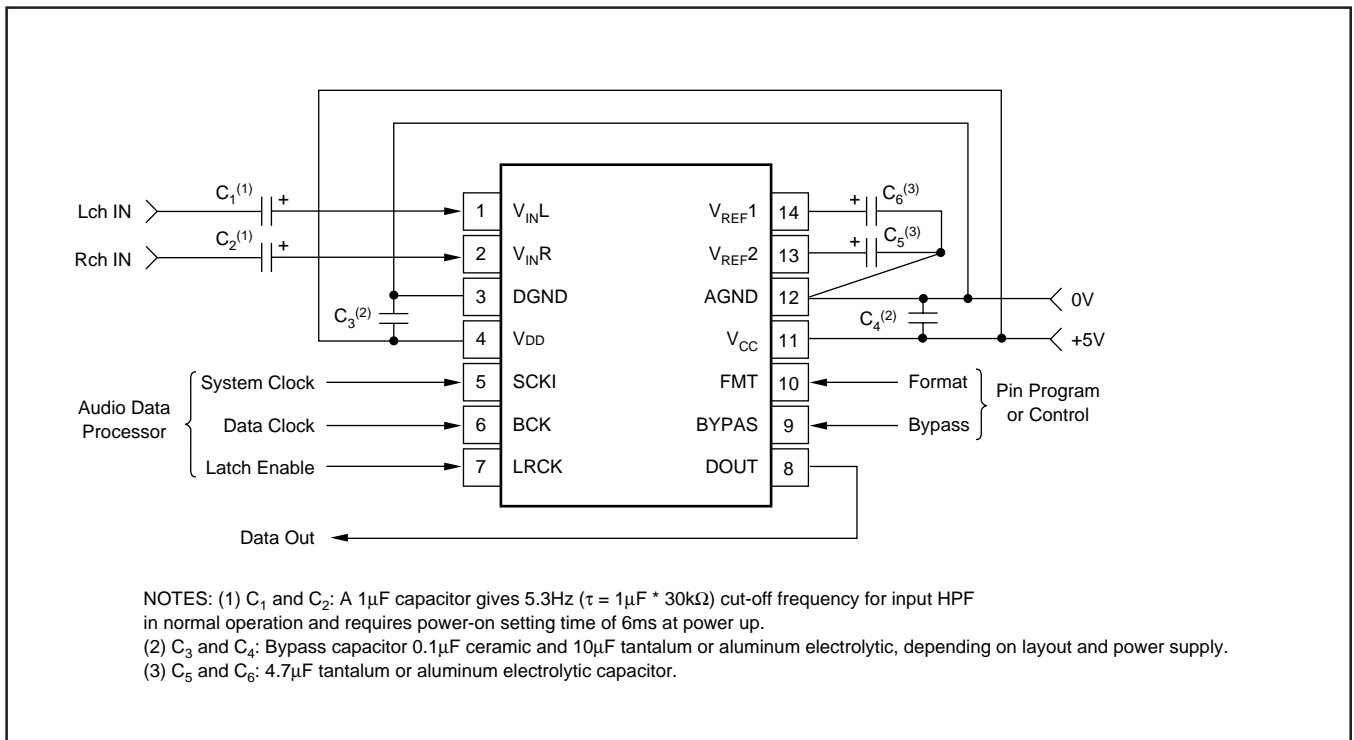 Lch IN
C1(1)
+
Rch IN
C2(1)
+
C3(2)
1 VINL
2 VINR
3 DGND
4 VDD
5 SCKI
6 BCK
7 LRCK
VREF1 14
VREF2 13
AGND 12
VCC 11
FMT 10
BYPAS 9
DOUT 8
+ C6(3)
+ C5(3)
C4(2)
0V
+5V
Audio Data
Processor
System Clock
Data Clock
Latch Enable
Format
Bypass
Pin Program
or Control
Data Out
NOTES: (1) C1 and C2: A 1µF capacitor gives 5.3Hz (τ = 1µF * 30kΩ) cut-off frequency for input HPF
in normal operation and requires power-on setting time of 6ms at power up.
(2) C3 and C4: Bypass capacitor 0.1µF ceramic and 10µF tantalum or aluminum electrolytic, depending on layout and power supply.
(3) C5 and C6: 4.7µF tantalum or aluminum electrolytic capacitor.